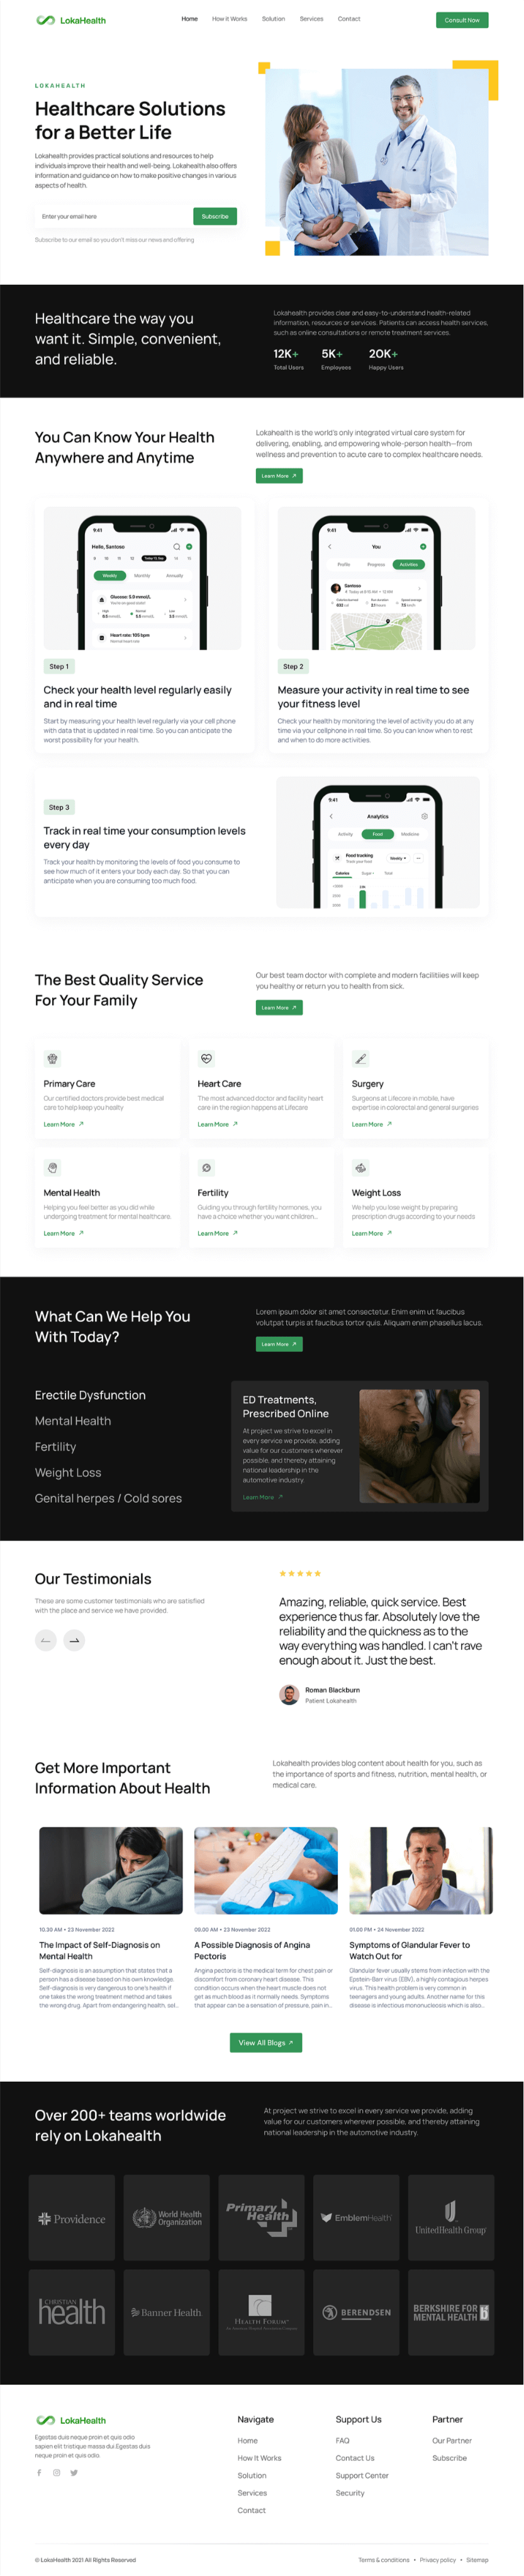 LokaHealth
Home How It Works Solution Services Contact
Consult Now
LOKAHEALTH
Healthcare Solutions
for a Better Life
Lokahealth provides practical solutions and resources to help
individuals improve their health and well-being. Lokahealth also offers
information and guidance on how to make positive changes in various
aspects of health.
Enter your email here
Subscribe
Subscribe to our email so you don't miss our news and offering
Healthcare the way you
want it. Simple, convenient,
and reliable.
Lokahealth provides clear and easy-to-understand health-related
information, resources or services. Patients can access health services,
such as online consultation or remote treatment services.
12K+ 5K+ 20K+
Total Users Employees Happy Users
You Can Know Your Health
Anywhere and Anytime
Lokahealth is the world's only integrated virtual care system for
delivering, enabling, and empowering whole-person health—from
wellness and prevention to acute care to complex healthcare needs.
Learn More
9:41
Hello, Santoso
Weekly Monthly Annually
Glucose: 5.0 mmol/L
Heart rate: 105 bpm
Step 1
Check your health level regularly easily
and in real time
Start by measuring your health level regularly via your cell phone
with data that is updated in real time. So you can anticipate the
worst possibility for your health.
9:41
You
Profile Progress Activities
Santoso
Step 2
Measure your activity in real time to see
your fitness level
Check your health by monitoring the level of activity you do at any
time via your cellphone in real time. So you can know when to rest
and when to do more activities.
Step 3
Track in real time your consumption levels
every day
Track your health by monitoring the levels of food you consume to
see how much of it enters your body each day. So that you can
anticipate when you are consuming too much food.
9:41
Analytics
Activity Food Medicine
Food tracking
Track your food
Weekly
Calories Sugar Total
The Best Quality Service
For Your Family
Our best team doctor with complete and modern facilitiies will keep
you healthy or return you to health from sick.
Learn More
Primary Care
Our certified doctors provide best medical
care to help keep you healty
Learn More
Heart Care
The most advanced doctor and facility heart
care in the region happens at Lifecare
Learn More
Surgery
Surgeons at Lifecare in mobile, have
expertise in colorectal and general surgeries
Learn More
Mental Health
Helping you feel better as you did while
undergoing treatment for mental healthcare.
Learn More
Fertility
Guiding you through fertility hormones, you
have a choice whether you want children...
Learn More
Weight Loss
We help you lose weight by preparing
prescription drugs according to your needs
Learn More
What Can We Help You
With Today?
Lorem ipsum dolor sit amet consectetur. Enim enim ut faucibus
volutpat turpis at faucibus tortor quis. Aliquam enim phasellus lacus.
Learn More
Erectile Dysfunction
Mental Health
Fertility
Weight Loss
Genital herpes / Cold sores
ED Treatments,
Prescribed Online
At project we strive to excel in
every service we provide, adding
value for our customers wherever
possible, and thereby attaining
national leadership in the
automotive industry
Learn More
Our Testimonials
These are some customer testimonials who are satisfied
with the place and service we have provided.
Amazing, reliable, quick service. Best
experience thus far. Absolutely love the
reliability and the quickness as to the
way everything was handled. I can't rave
enough about it. Just the best.
Roman Blackburn
Patient Lokahealth
Get More Important
Information About Health
Lokahealth provides blog content about health for you, such as
the importance of sports and fitness, nutrition, mental health, or
medical care.
10.30 AM • 23 November 2022
The Impact of Self-Diagnosis on
Mental Health
Self-diagnosis is an assumption that states that a
person has a disease based on his own knowledge.
Self-diagnosis is very dangerous to one's health if
one takes the wrong treatment method and takes
the wrong drug. Apart from endangering health, sel...
09.00 AM • 23 November 2022
A Possible Diagnosis of Angina
Pectoris
Angina pectoris is the medical term for chest pain or
discomfort from coronary heart disease. This
condition occurs when the heart muscle does not
get as much blood as it normally needs. Symptoms
that appear can be a sensation of pressure, pain in...
01.00 PM • 24 November 2022
Symptoms of Glandular Fever to
Watch Out for
Glandular fever usually stems from infection with the
Epstein-Barr virus (EBV), a highly contagious herpes
virus. This health problem is very common in
teenagers and young adults. Another name for this
disease is infectious mononucleosis which is also...
View All Blogs
Over 200+ teams worldwide
rely on Lokahealth
At project we strive to excel in every service we provide, adding
value for our customers wherever possible, and thereby attaining
national leadership in the automotive industry.
Providence
World Health
Organization
Primary
Health
EmblemHealth
UnitedHealth Group
CHRISTIAN
health
Banner Health
HEALTH FORUM
BERENDSEN
BERKSHIRE FOR
MENTAL HEALTH
LokaHealth
Egestas duis neque proin et quis odio
sapien elit tristique massa dui.Egestas duis
neque proin et quis odio.
Navigate
Home
How It Works
Solution
Services
Contact
Support Us
FAQ
Contact Us
Support Center
Security
Partner
Our Partner
Subscribe
© LokaHealth 2021 All Rights Reserved
Terms & conditions • Privacy policy • Sitemap